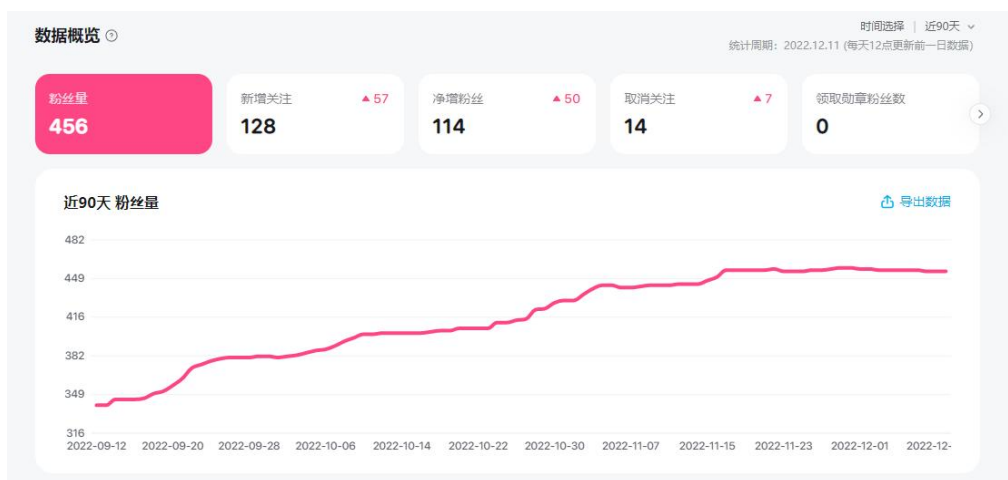 数据概览
时间选择 | 近90天
统计周期：2022.12.11 (每天12点更新前一日数据)
粉丝量
456
新增关注 ▲ 57
128
净增粉丝 ▲ 50
114
取消关注 ▲ 7
14
领取勋章粉丝数
0
近90天 粉丝量
导出数据
482
449
416
382
349
316
2022-09-12 2022-09-20 2022-09-28 2022-10-06 2022-10-14 2022-10-22 2022-10-30 2022-11-07 2022-11-15 2022-11-23 2022-12-01 2022-12-